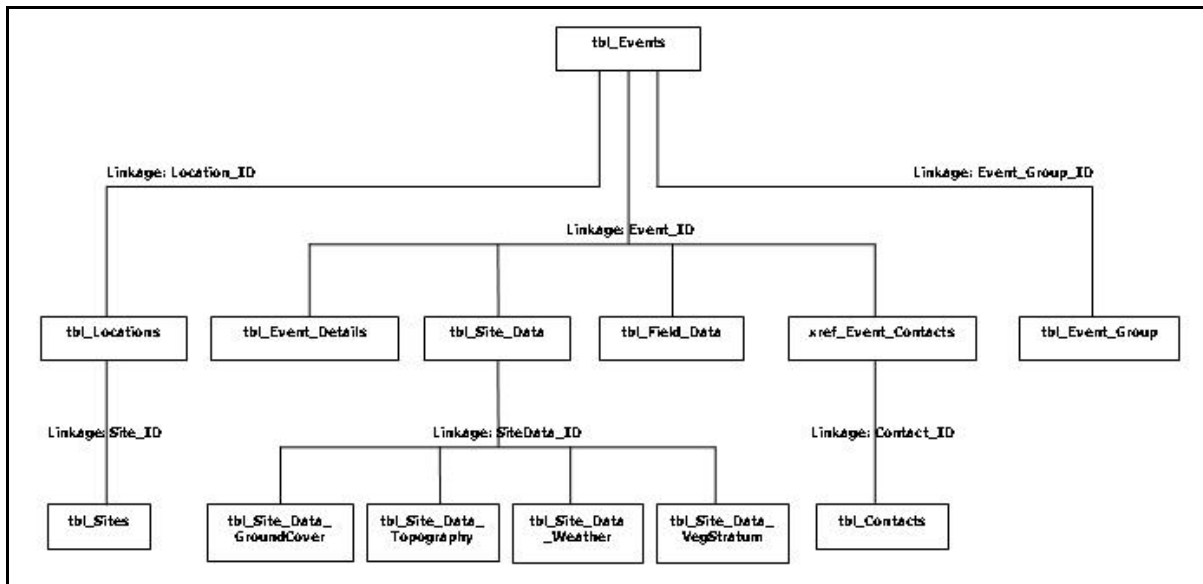 tbl_Events
Linkage: Location_ID
Linkage: Event_Group_ID
Linkage: Event_ID
tbl_Locations
tbl_Event_Details
tbl_Site_Data
tbl_Field_Data
xref_Event_Contacts
tbl_Event_Group
Linkage: Site_ID
Linkage: SiteData_ID
Linkage: Contact_ID
tbl_Sites
tbl_Site_Data_
GroundCover
tbl_Site_Data_
Topography
tbl_Site_Data
_Weather
tbl_Site_Data_
VegStratum
tbl_Contacts